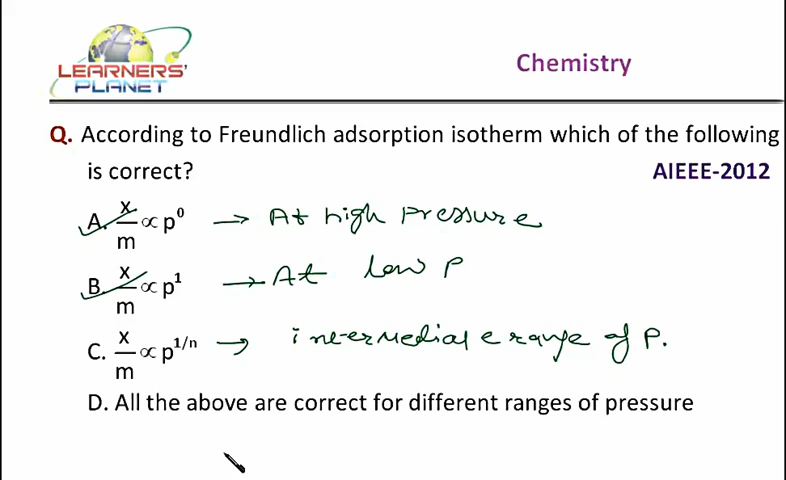 LEARNERS'
PLANET
Chemistry
Q. According to Freundlich adsorption isotherm which of the following
is correct? AIEEE-2012
A. x/m ∝ p⁰ → At high pressure
B. x/m ∝ p¹ → At low P
C. x/m ∝ p^{1/n} → intermediate range of P.
D. All the above are correct for different ranges of pressure